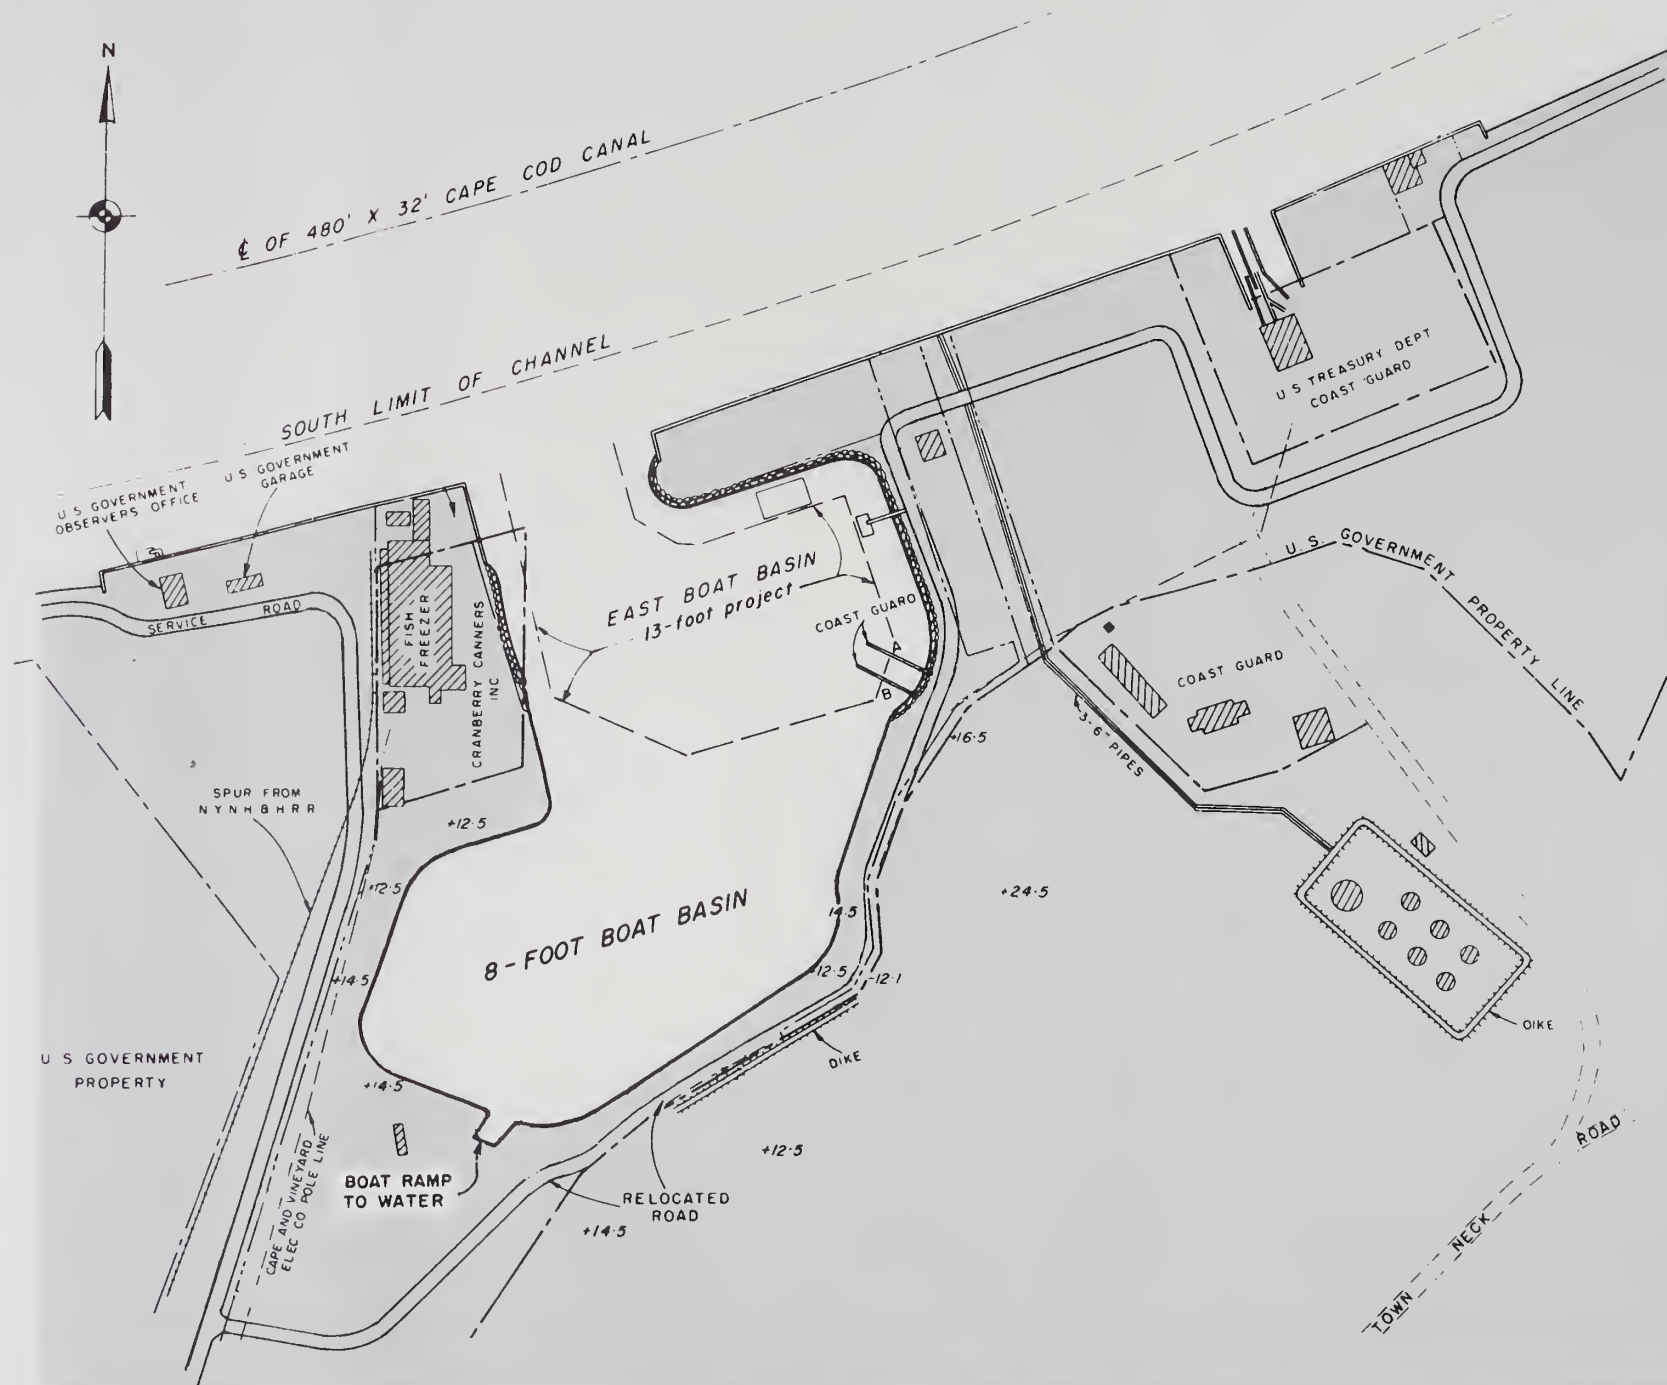 N
℄ OF 480' X 32' CAPE COD CANAL
SOUTH LIMIT OF CHANNEL
U S GOVERNMENT
GARAGE
U S GOVERNMENT
OBSERVERS OFFICE
SERVICE ROAD
FISH
FREEZER
CRANBERRY CANNERS
INC
EAST BOAT BASIN
13-foot project
COAST GUARD
A
B
U S TREASURY DEPT
COAST GUARD
U.S. GOVERNMENT PROPERTY LINE
COAST GUARD
3-6" PIPES
+16.5
SPUR FROM
N Y N H & H R R
+12.5
+12.5
8-FOOT BOAT BASIN
14.5
+24.5
+14.5
+12.5
-12.1
DIKE
DIKE
U S GOVERNMENT
PROPERTY
+14.5
CAPE AND VINEYARD
ELEC CO POLE LINE
BOAT RAMP
TO WATER
+12.5
RELOCATED
ROAD
+14.5
TOWN NECK ROAD